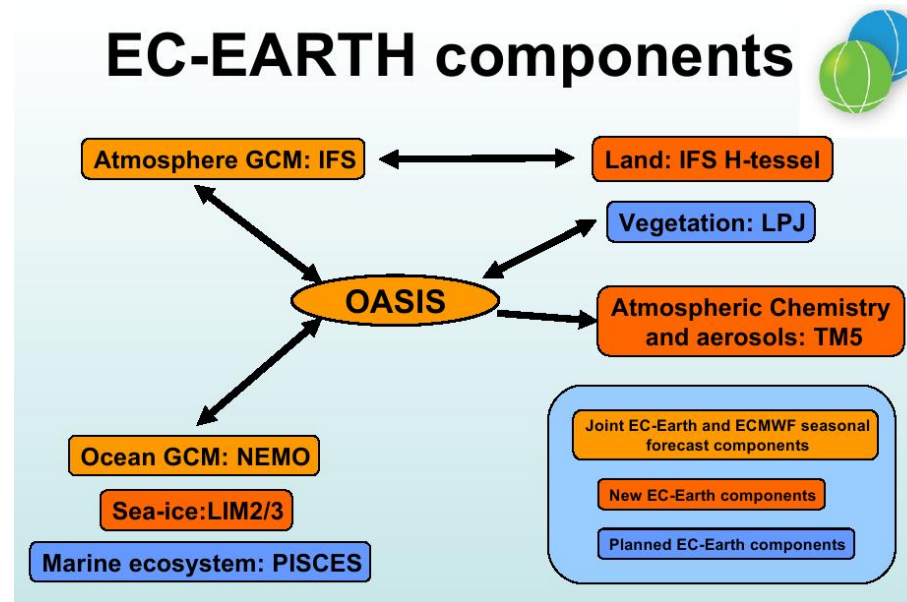 EC-EARTH components
Atmosphere GCM: IFS
Land: IFS H-tessel
Vegetation: LPJ
OASIS
Atmospheric Chemistry
and aerosols: TM5
Ocean GCM: NEMO
Sea-ice:LIM2/3
Marine ecosystem: PISCES
Joint EC-Earth and ECMWF seasonal
forecast components
New EC-Earth components
Planned EC-Earth components